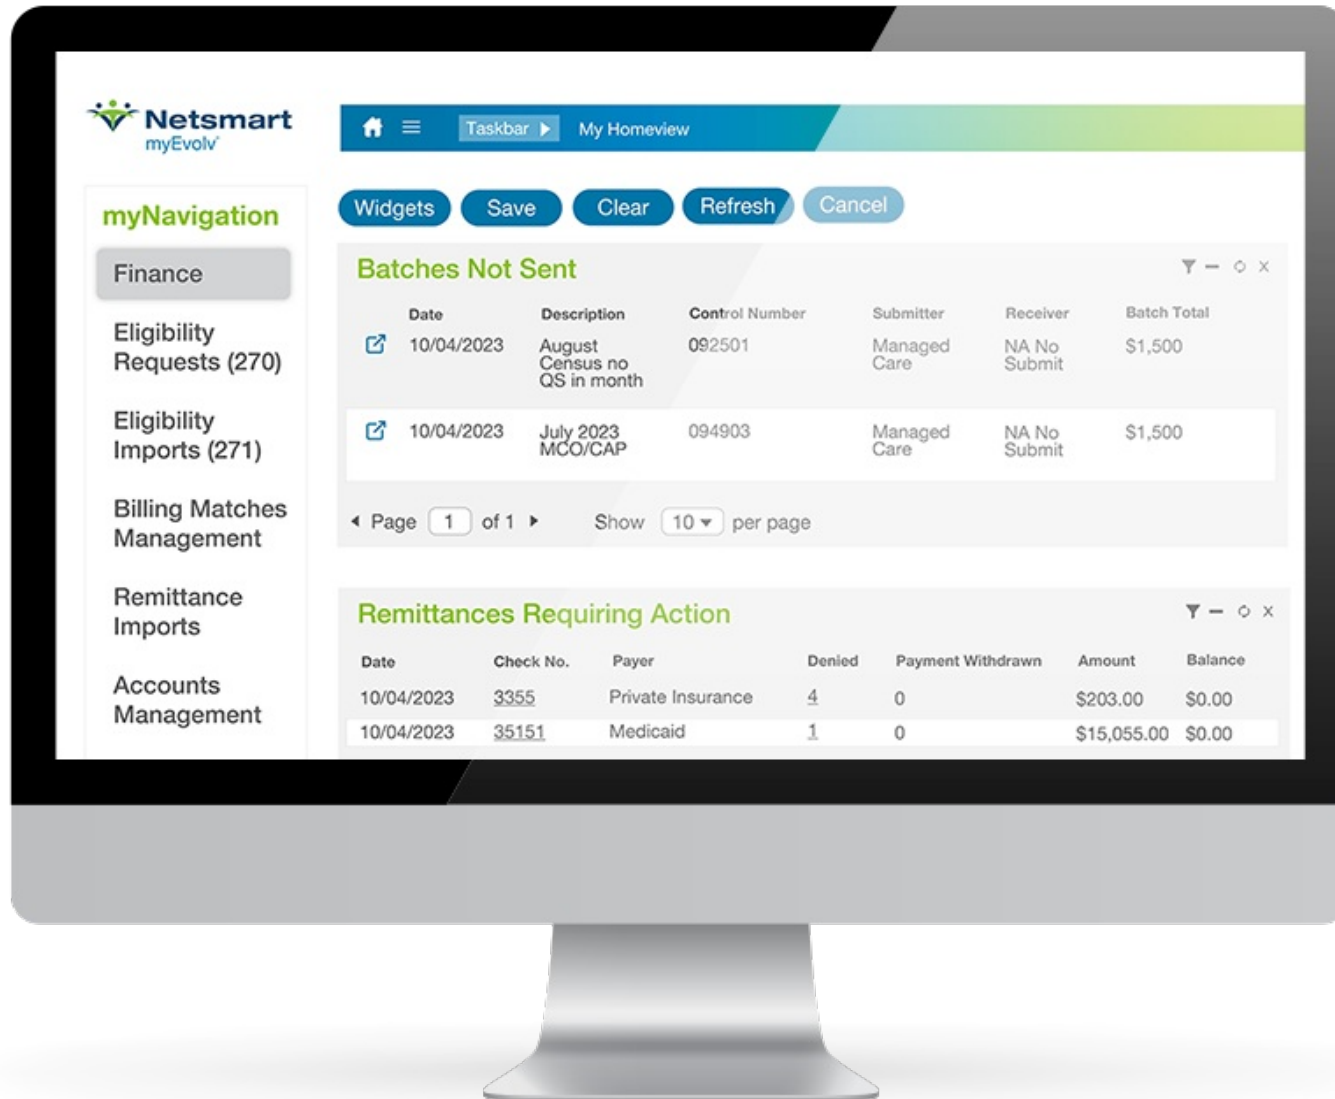 Netsmart
myEvolv
Taskbar My Homeview
myNavigation
Finance
Eligibility
Requests (270)
Eligibility
Imports (271)
Billing Matches
Management
Remittance
Imports
Accounts
Management
Widgets Save Clear Refresh Cancel
Batches Not Sent
Date Description Control Number Submitter Receiver Batch Total
10/04/2023 August 092501 Managed NA No $1,500
Census no Care Submit
QS in month
10/04/2023 July 2023 094903 Managed NA No $1,500
MCO/CAP Care Submit
Page 1 of 1 Show 10 per page
Remittances Requiring Action
Date Check No. Payer Denied Payment Withdrawn Amount Balance
10/04/2023 3355 Private Insurance 4 0 $203.00 $0.00
10/04/2023 35151 Medicaid 1 0 $15,055.00 $0.00